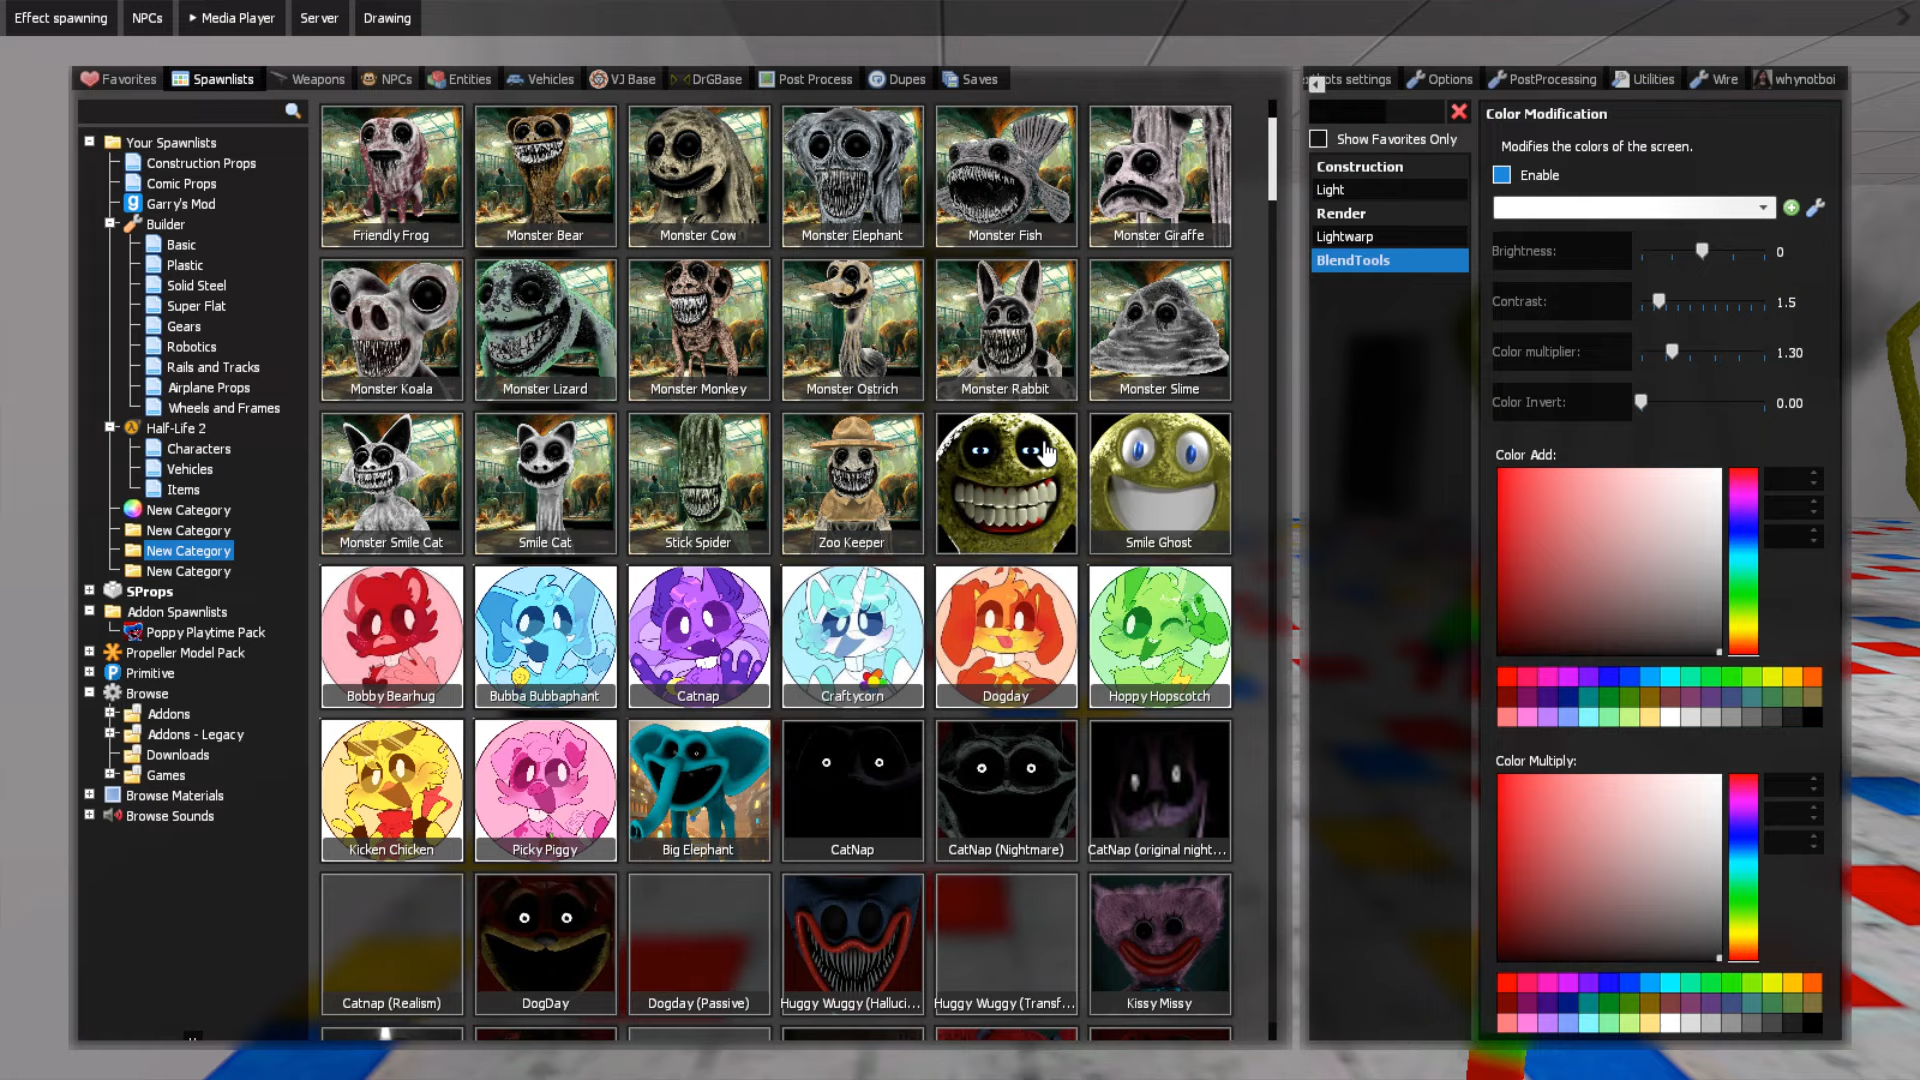 Effect spawning NPCs Media Player Server Drawing
Favorites Spawnlists Weapons NPCs Entities Vehicles VJ Base DrGBase Post Process Dupes Saves
Your Spawnlists
Construction Props
Comic Props
Garry's Mod
Builder
Basic
Plastic
Solid Steel
Super Flat
Gears
Robotics
Rails and Tracks
Airplane Props
Wheels and Frames
Half-Life 2
Characters
Vehicles
Items
New Category
New Category
New Category
New Category
SProps
Addon Spawnlists
Poppy Playtime Pack
Propeller Model Pack
Primitive
Browse
Addons
Addons - Legacy
Downloads
Games
Browse Materials
Browse Sounds
Friendly Frog Monster Bear Monster Cow Monster Elephant Monster Fish Monster Giraffe
Monster Koala Monster Lizard Monster Monkey Monster Ostrich Monster Rabbit Monster Slime
Monster Smile Cat Smile Cat Stick Spider Zoo Keeper Smile Ghost
Bobby Bearhug Bubba Bubbaphant Catnap Craftycorn Dogday Hoppy Hopscotch
Kicken Chicken Picky Piggy Big Elephant CatNap CatNap (Nightmare) CatNap (original night...
Catnap (Realism) DogDay Dogday (Passive) Huggy Wuggy (Halluci... Huggy Wuggy (Transf... Kissy Missy
settings Options PostProcessing Utilities Wire whynotboi
Show Favorites Only
Construction
Light
Render
Lightwarp
BlendTools
Color Modification
Modifies the colors of the screen.
Enable
Brightness: 0
Contrast: 1.5
Color multiplier: 1.30
Color Invert: 0.00
Color Add:
Color Multiply: